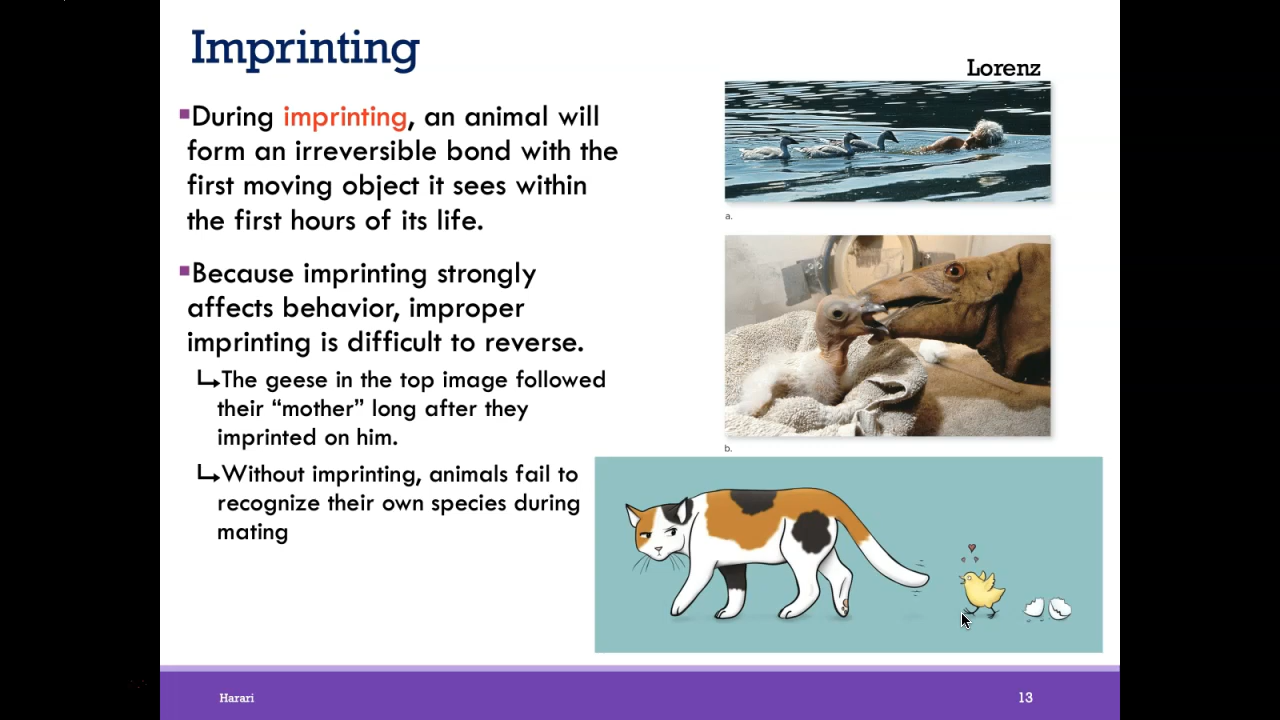 Imprinting
Lorenz
During imprinting, an animal will
form an irreversible bond with the
first moving object it sees within
the first hours of its life.
Because imprinting strongly
affects behavior, improper
imprinting is difficult to reverse.
The geese in the top image followed
their “mother” long after they
imprinted on him.
Without imprinting, animals fail to
recognize their own species during
mating
a.
b.
Harari
13